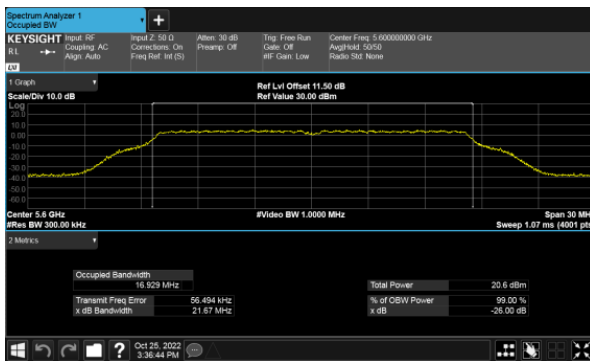 Spectrum Analyzer 1
Occupied BW
+
KEYSIGHT Input: RF Input Z: 50 Ω Atten: 30 dB Trig: Free Run Center Freq: 5.600000000 GHz
RL Coupling: AC Corrections: On Preamp: Off Gate: Off Avg|Hold: 50/50
Align: Auto Freq Ref: Int (S) #IF Gain: Low Radio Std: None
LXI
1 Graph Ref Lvl Offset 11.50 dB
Scale/Div 10.0 dB Ref Value 30.00 dBm
Log
20.0
10.0
0.00
-10.0
-20.0
-30.0
-40.0
-50.0
-60.0
Center 5.6 GHz #Video BW 1.0000 MHz Span 30 MH
#Res BW 300.00 kHz Sweep 1.07 ms (4001 pts
2 Metrics
Occupied Bandwidth
16.929 MHz Total Power 20.6 dBm
Transmit Freq Error 56.494 kHz % of OBW Power 99.00 %
x dB Bandwidth 21.67 MHz x dB -26.00 dB
? Oct 25, 2022
3:36:44 PM